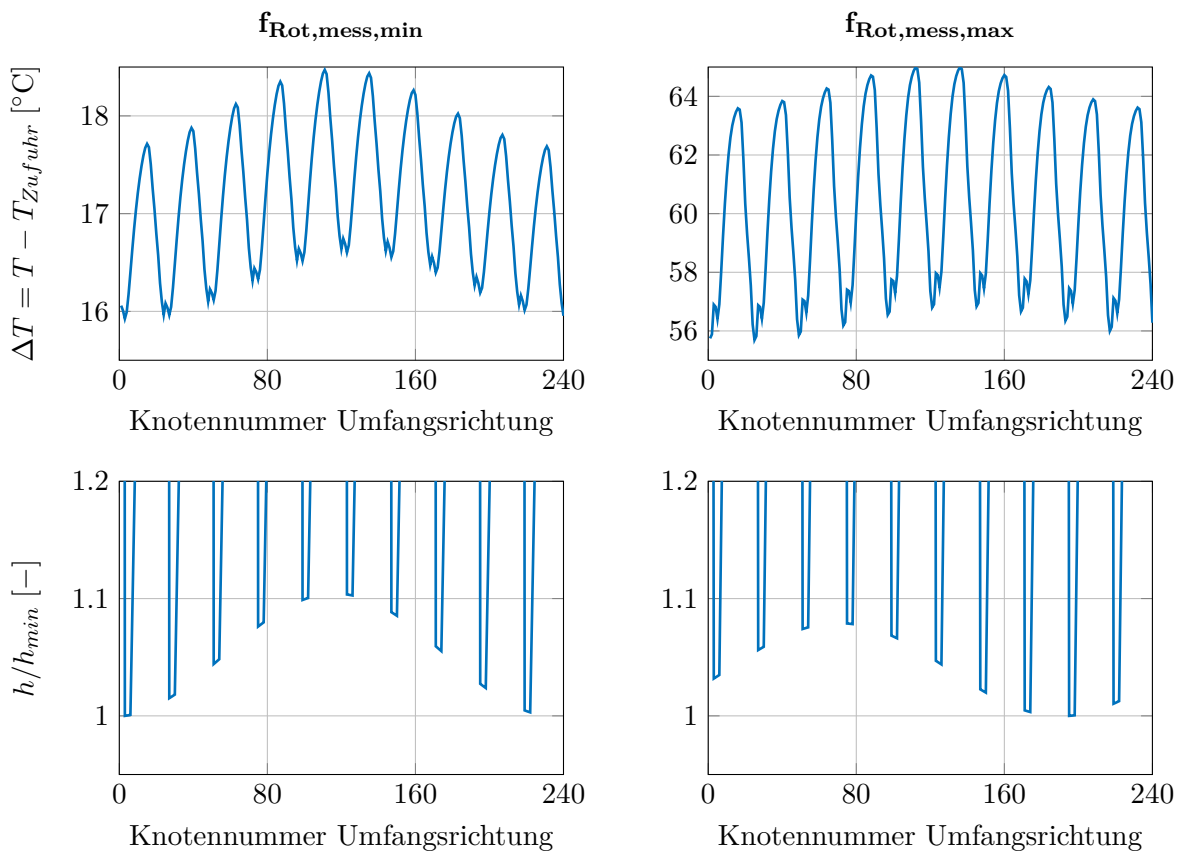 f_Rot,mess,min
f_Rot,mess,max
ΔT = T − T_Zufuhr [°C]
18
17
16
0 80 160 240
Knotennummer Umfangsrichtung
64
62
60
58
56
0 80 160 240
Knotennummer Umfangsrichtung
h/h_min [−]
1.2
1.1
1
0 80 160 240
Knotennummer Umfangsrichtung
1.2
1.1
1
0 80 160 240
Knotennummer Umfangsrichtung